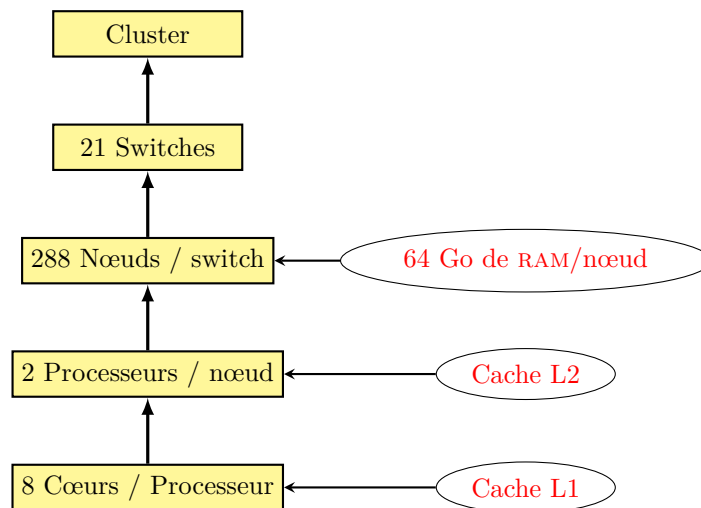 Cluster
21 Switches
288 Nœuds / switch
64 Go de RAM/nœud
2 Processeurs / nœud
Cache L2
8 Cœurs / Processeur
Cache L1